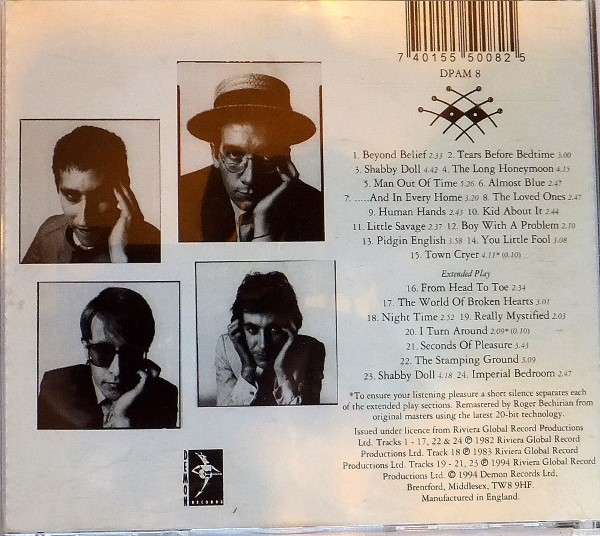 7 40155 50082 5
DPAM 8
1. Beyond Belief 2.33 2. Tears Before Bedtime 3.00
3. Shabby Doll 4.42 4. The Long Honeymoon 4.15
5. Man Out Of Time 5.26 6. Almost Blue 2.47
7. .....And In Every Home 3.20 8. The Loved Ones 2.47
9. Human Hands 2.43 10. Kid About It 2.44
11. Little Savage 2.37 12. Boy With A Problem 2.10
13. Pidgin English 3.58 14. You Little Fool 3.08
15. Town Cryer 4.11* (0.10)
Extended Play
16. From Head To Toe 2.34
17. The World Of Broken Hearts 3.01
18. Night Time 2.52 19. Really Mystified 2.03
20. I Turn Around 2.09* (0.10)
21. Seconds Of Pleasure 3.43
22. The Stamping Ground 3.09
23. Shabby Doll 4.18 24. Imperial Bedroom 2.47
*To ensure your listening pleasure a short silence separates each
of the extended play sections. Remastered by Roger Bechirian from
original masters using the latest 20-bit technology.
Issued under licence from Riviera Global Record Productions
Ltd. Tracks 1 - 17, 22 & 24 ℗ 1982 Riviera Global Record
Productions Ltd. Track 18 ℗ 1983 Riviera Global Record
Productions Ltd. Tracks 19 - 21, 23 ℗ 1994 Riviera Global Record
Productions Ltd. © 1994 Demon Records Ltd,
Brentford, Middlesex, TW8 9HF.
Manufactured in England.
DEMON
RECORDS